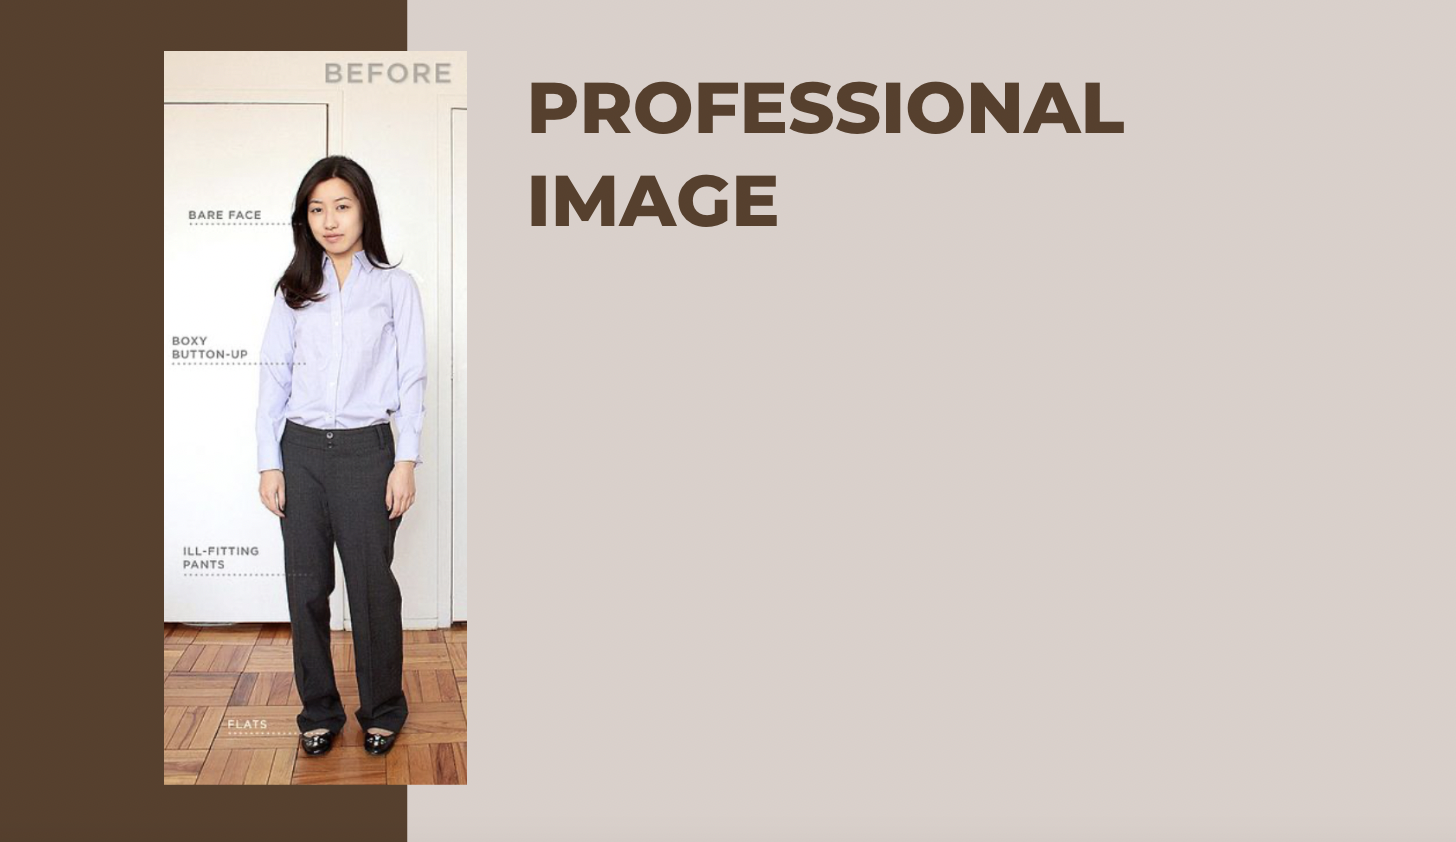 BEFORE
PROFESSIONAL
IMAGE
BARE FACE
BOXY
BUTTON-UP
ILL-FITTING
PANTS
FLATS